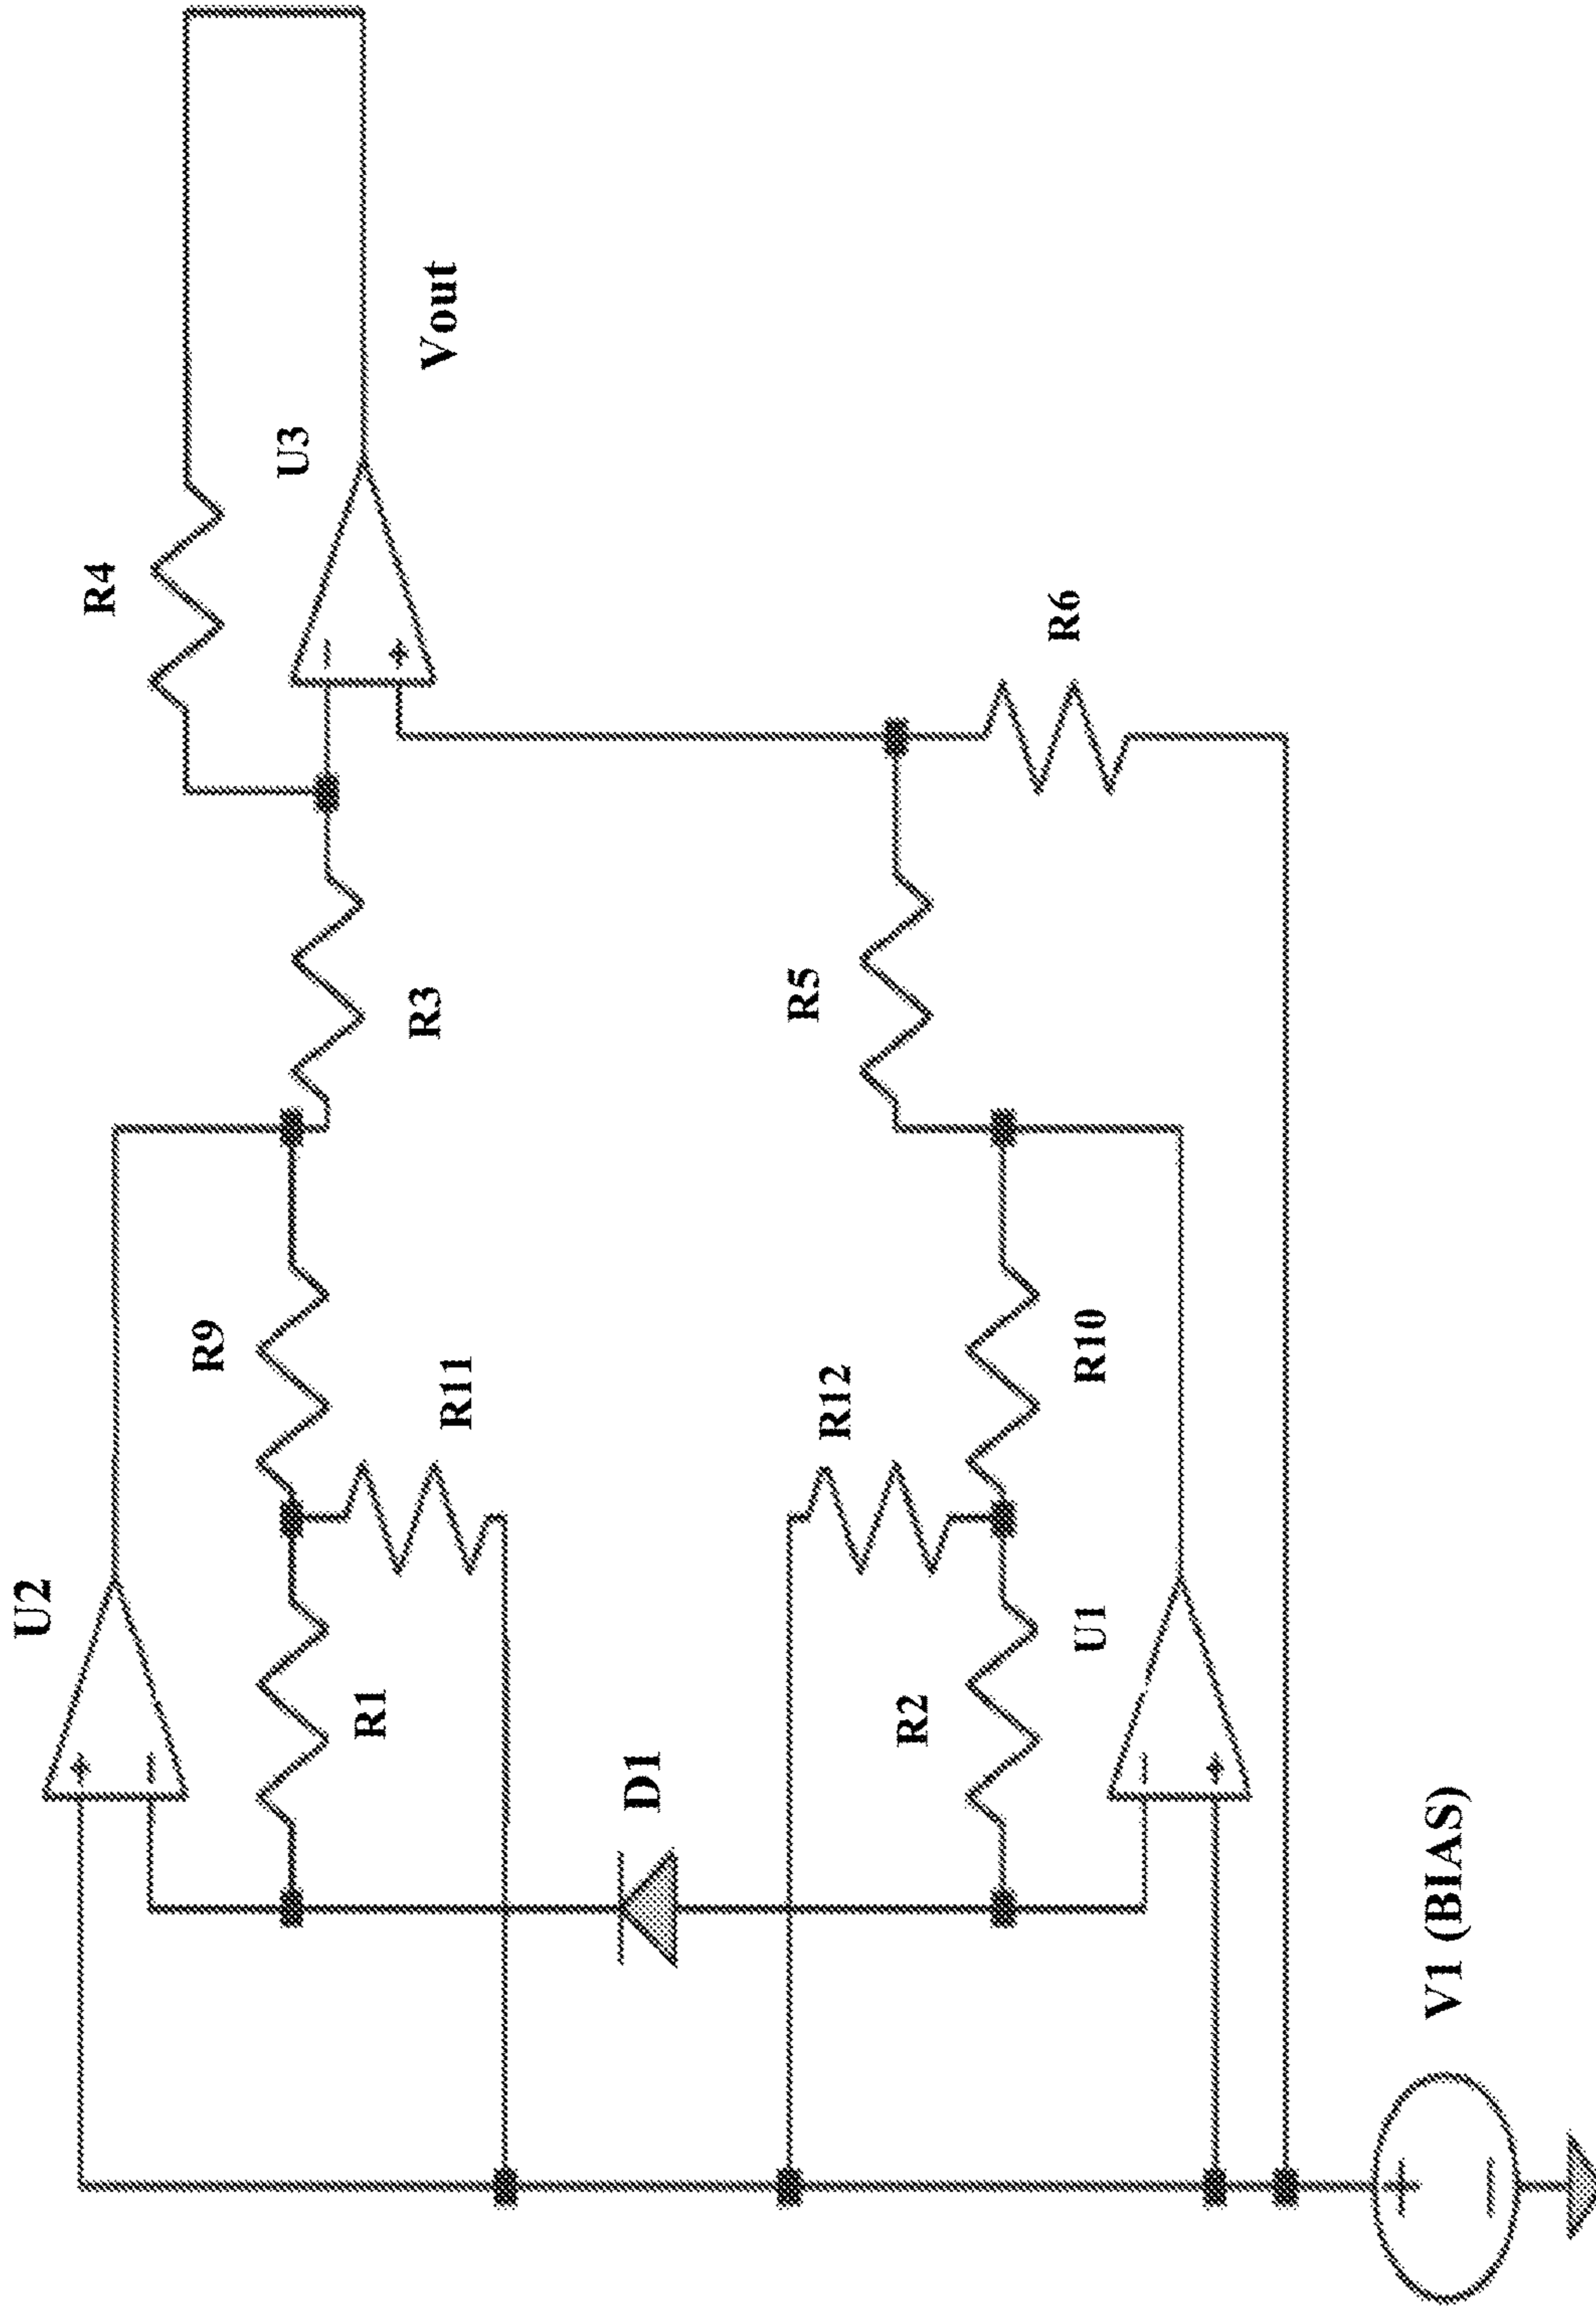 U2
R4
U3
R9
R1
R11
R3
Vout
D1
R12
R5
R2
U1
R10
R6
V1 (BIAS)
+
−
−
+
−
+
−
+
+
−